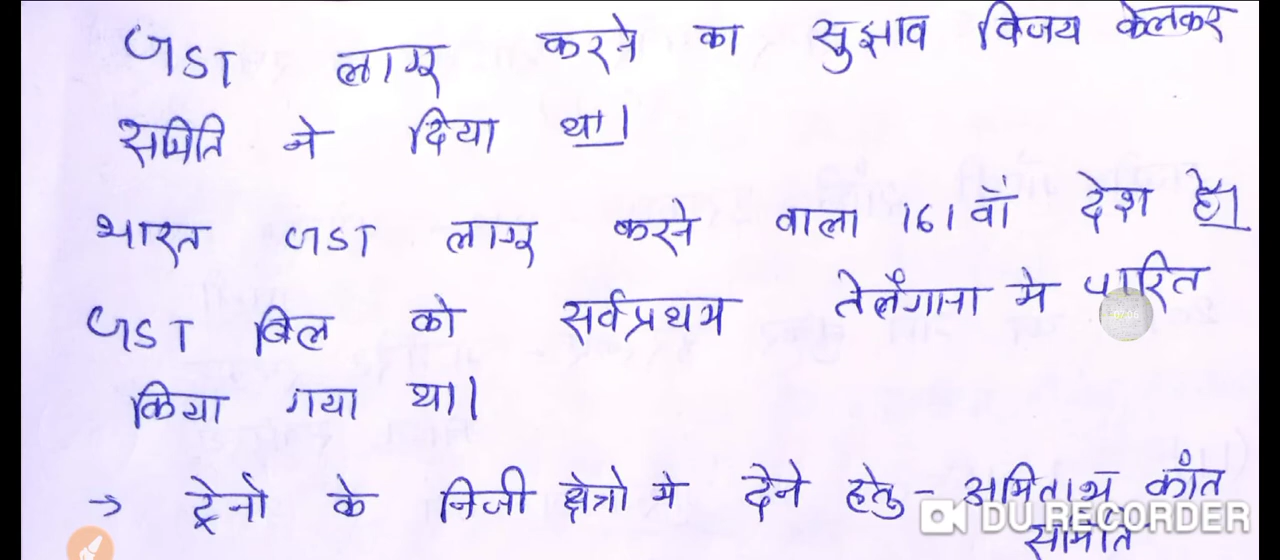 GST लागू करने का सुझाव विजय केलकर
समिति ने दिया था।
भारत GST लागू करने वाला 161वाँ देश है।
GST बिल को सर्वप्रथम तेलँगाना मे पारित
किया गया था।
→ ट्रेनो के निजी क्षेत्रो मे देने हेतु - अमिताभ काँत
समिति
DU RECORDER